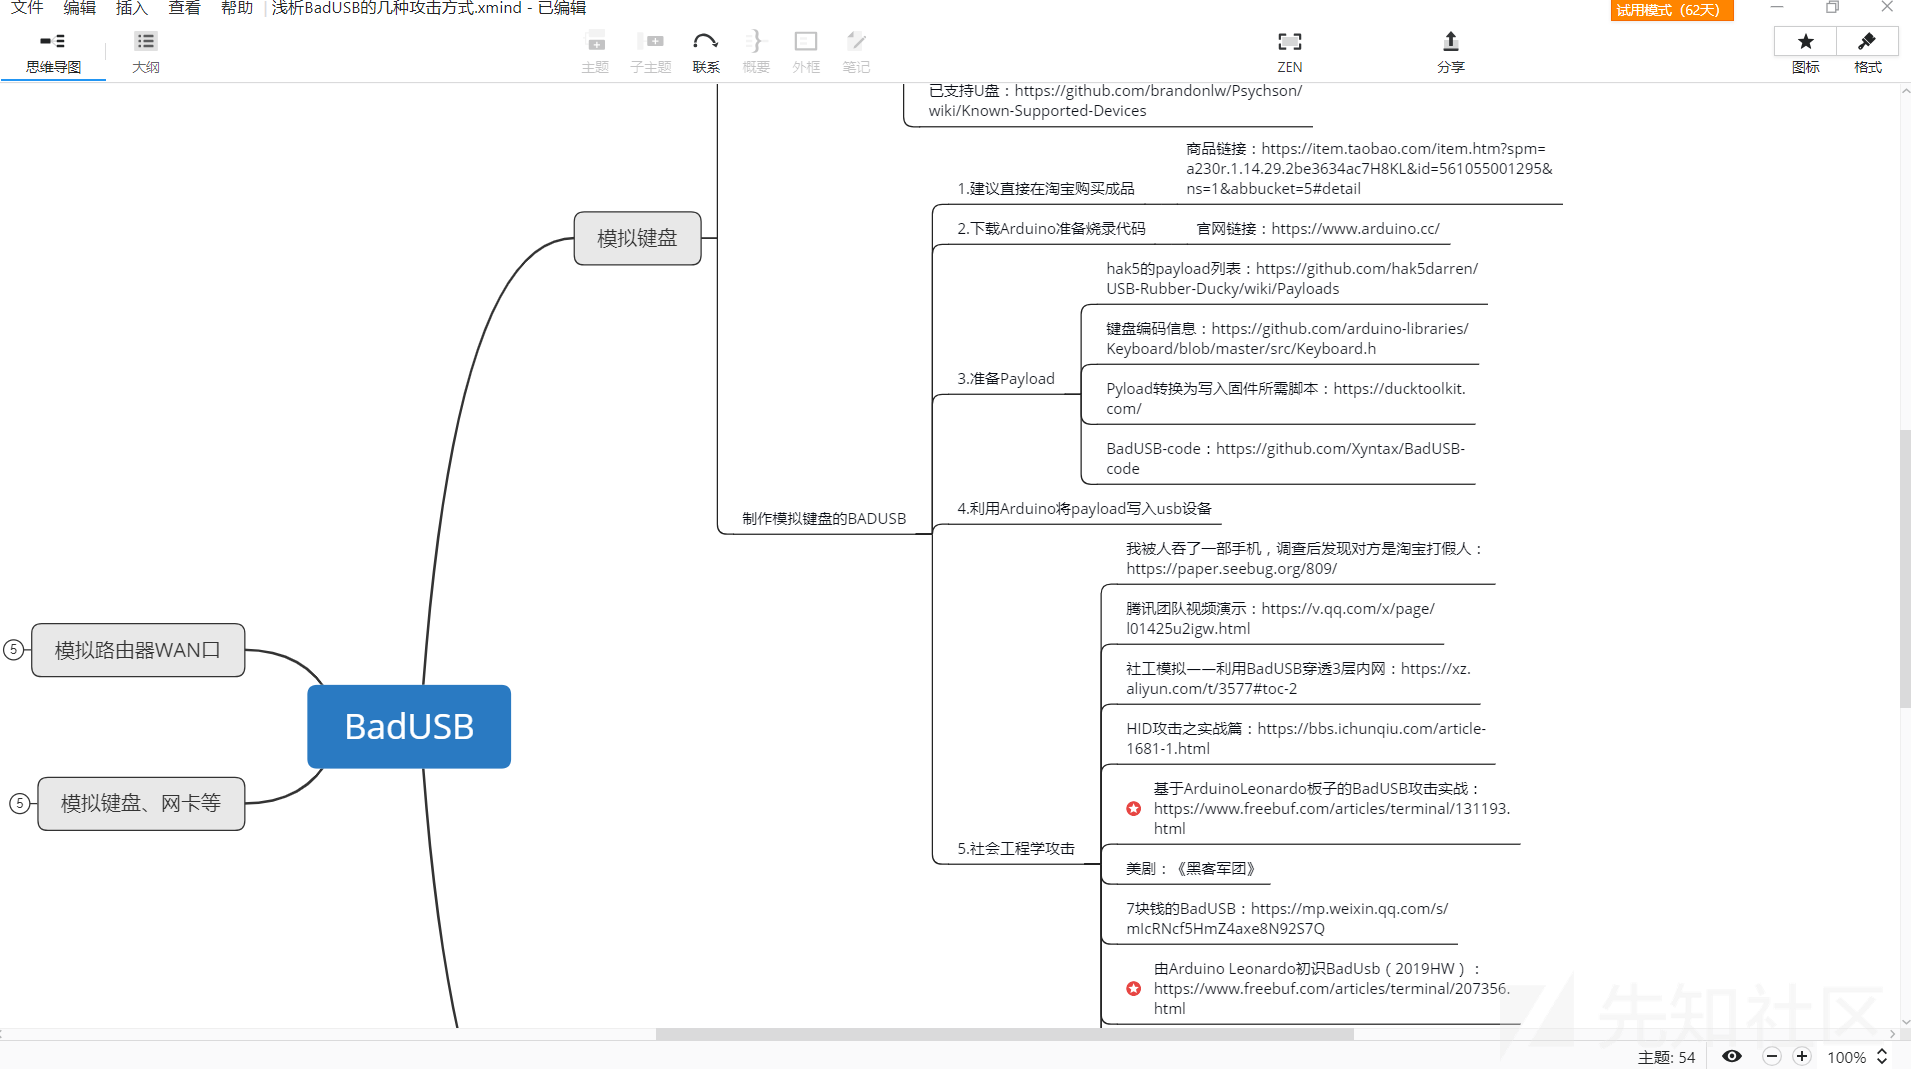 文件 编辑 插入 查看 帮助 浅析BadUSB的几种攻击方式.xmind - 已编辑
试用模式（62天）
思维导图 大纲 主题 子主题 联系 概要 外框 笔记 ZEN 分享 图标 格式
已支持U盘：https://github.com/brandonlw/Psychson/
wiki/Known-Supported-Devices
商品链接：https://item.taobao.com/item.htm?spm=
a230r.1.14.29.2be3634ac7H8KL&id=561055001295&
ns=1&abbucket=5#detail
1.建议直接在淘宝购买成品
2.下载Arduino准备烧录代码
官网链接：https://www.arduino.cc/
模拟键盘
hak5的payload列表：https://github.com/hak5darren/
USB-Rubber-Ducky/wiki/Payloads
键盘编码信息：https://github.com/arduino-libraries/
Keyboard/blob/master/src/Keyboard.h
3.准备Payload
Pyload转换为写入固件所需脚本：https://ducktoolkit.
com/
BadUSB-code：https://github.com/Xyntax/BadUSB-
code
4.利用Arduino将payload写入usb设备
制作模拟键盘的BADUSB
我被人吞了一部手机，调查后发现对方是淘宝打假人：
https://paper.seebug.org/809/
腾讯团队视频演示：https://v.qq.com/x/page/
l01425u2igw.html
5 模拟路由器WAN口
社工模拟——利用BadUSB穿透3层内网：https://xz.
aliyun.com/t/3577#toc-2
BadUSB
HID攻击之实战篇：https://bbs.ichunqiu.com/article-
1681-1.html
5 模拟键盘、网卡等
基于ArduinoLeonardo板子的BadUSB攻击实战：
https://www.freebuf.com/articles/terminal/131193.
html
5.社会工程学攻击
美剧：《黑客军团》
7块钱的BadUSB：https://mp.weixin.qq.com/s/
mIcRNcf5HmZ4axe8N92S7Q
由Arduino Leonardo初识BadUsb（2019HW）：
https://www.freebuf.com/articles/terminal/207356.
html
先知社区
主题: 54 100%